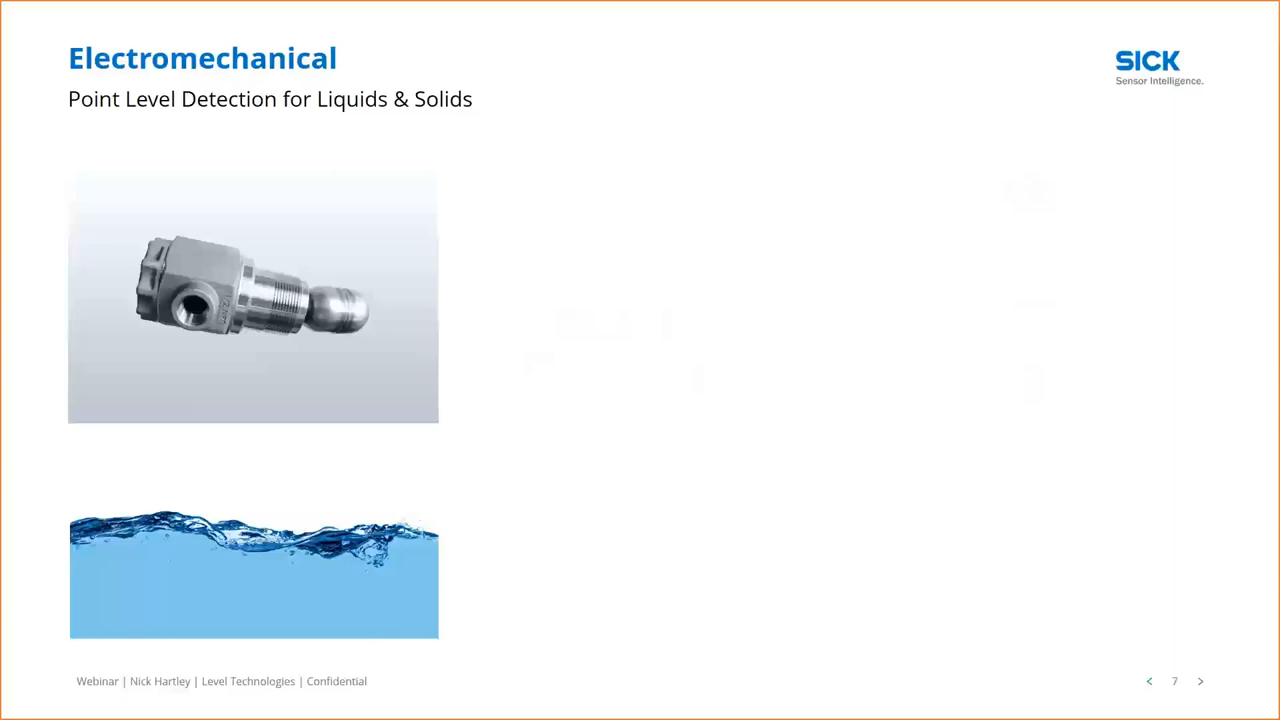 Electromechanical
Point Level Detection for Liquids & Solids
SICK
Sensor Intelligence.
Webinar | Nick Hartley | Level Technologies | Confidential
< 7 >